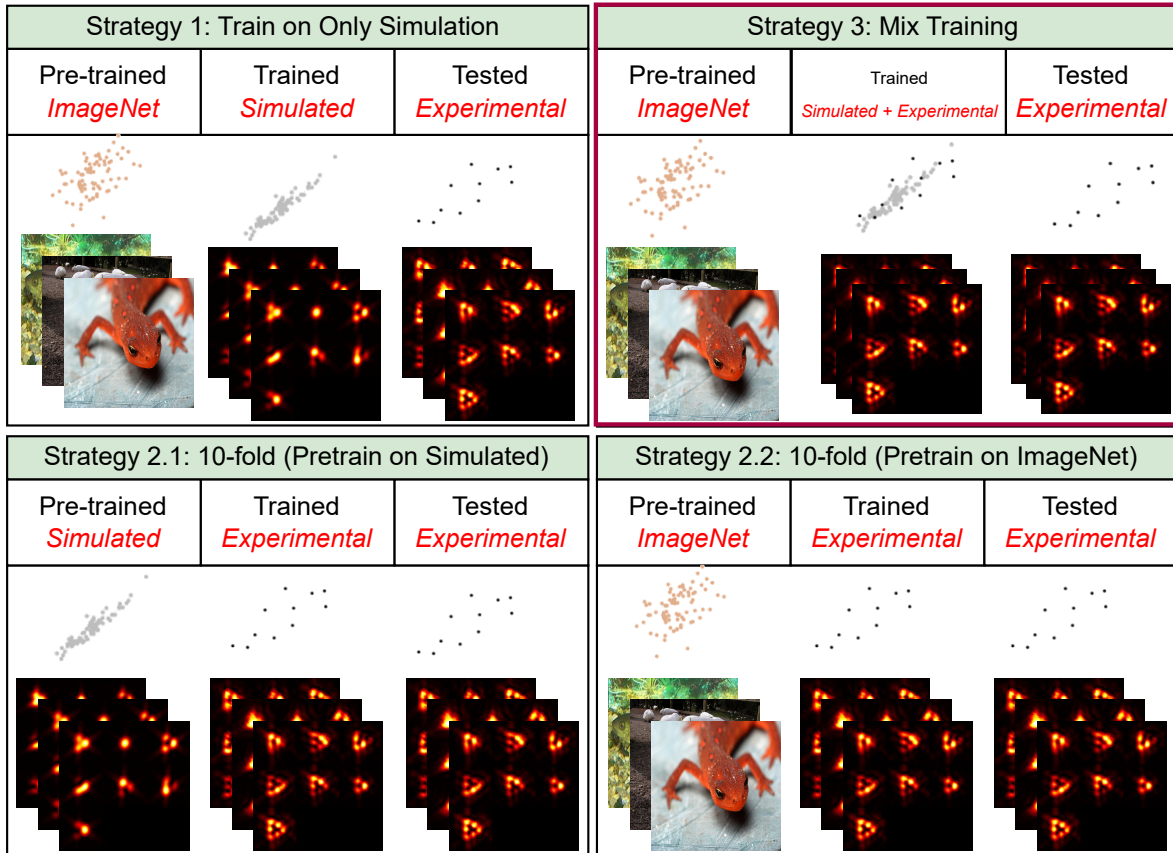 Strategy 1: Train on Only Simulation
Pre-trained
ImageNet
Trained
Simulated
Tested
Experimental
Strategy 3: Mix Training
Pre-trained
ImageNet
Trained
Simulated + Experimental
Tested
Experimental
Strategy 2.1: 10-fold (Pretrain on Simulated)
Pre-trained
Simulated
Trained
Experimental
Tested
Experimental
Strategy 2.2: 10-fold (Pretrain on ImageNet)
Pre-trained
ImageNet
Trained
Experimental
Tested
Experimental